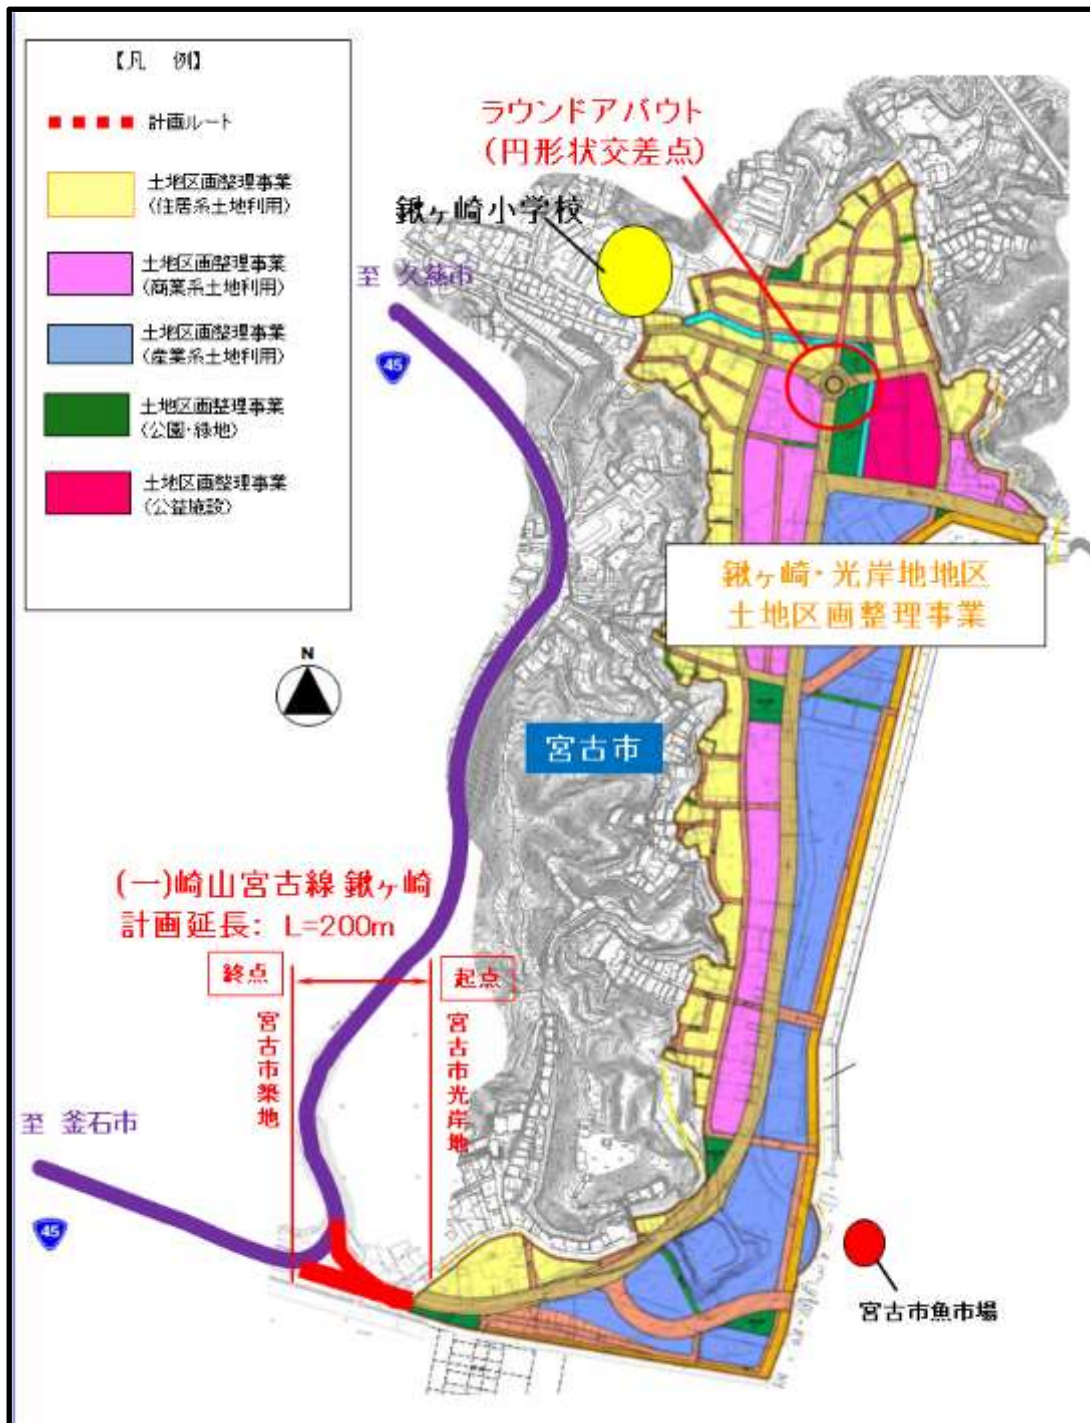 【凡 例】
計画ルート
土地区画整理事業
(住居系土地利用)
土地区画整理事業
(商業系土地利用)
土地区画整理事業
(産業系土地利用)
土地区画整理事業
(公園・緑地)
土地区画整理事業
(公益施設)
ラウンドアバウト
(円形状交差点)
鍬ヶ崎小学校
至 久慈市
45
鍬ヶ崎・光岸地地区
土地区画整理事業
N
宮古市
(一)崎山宮古線 鍬ヶ崎
計画延長: L=200m
終点
起点
宮古市築地
宮古市光岸地
至 釜石市
45
宮古市魚市場